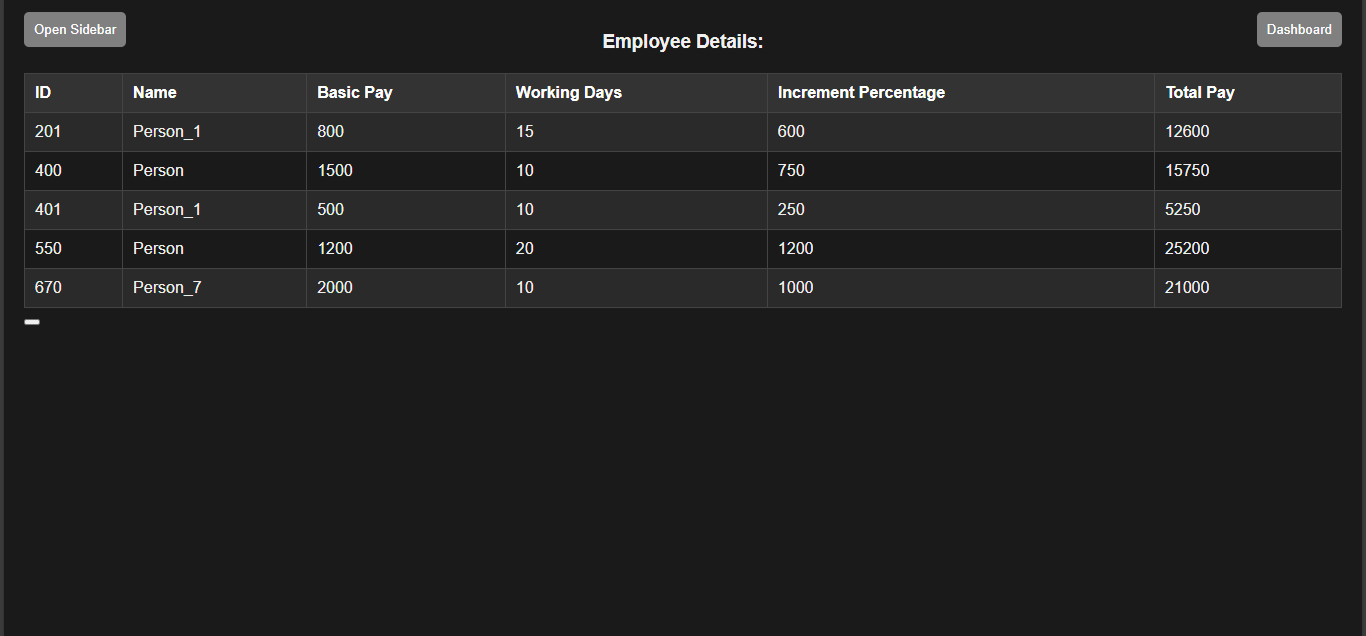 Open Sidebar
Dashboard
Employee Details:
ID Name Basic Pay Working Days Increment Percentage Total Pay
201 Person_1 800 15 600 12600
400 Person 1500 10 750 15750
401 Person_1 500 10 250 5250
550 Person 1200 20 1200 25200
670 Person_7 2000 10 1000 21000